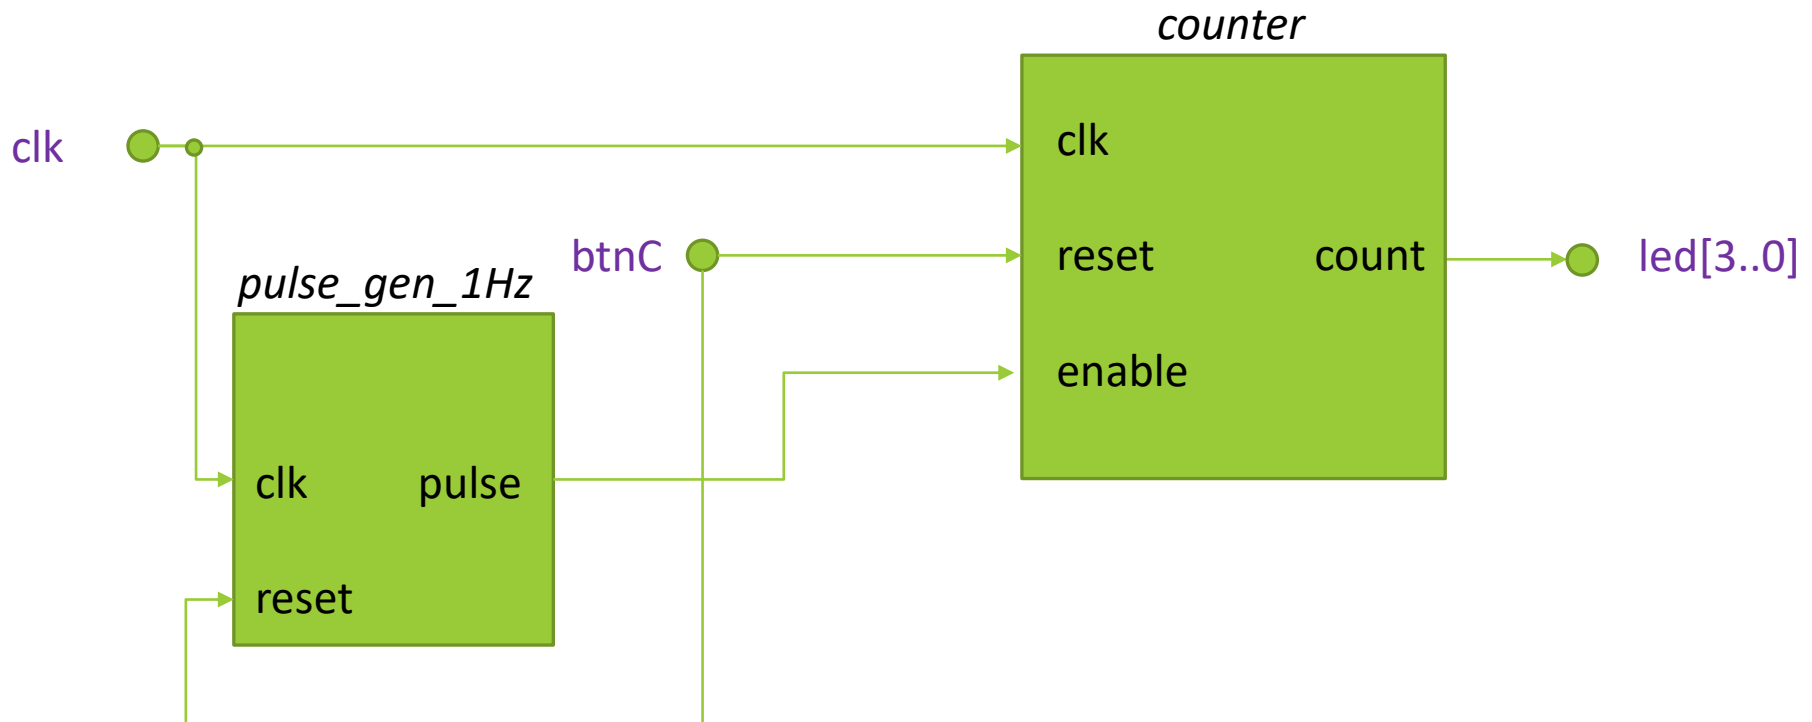 counter
clk
clk
btnC
reset
count
led[3..0]
pulse_gen_1Hz
enable
clk
pulse
reset